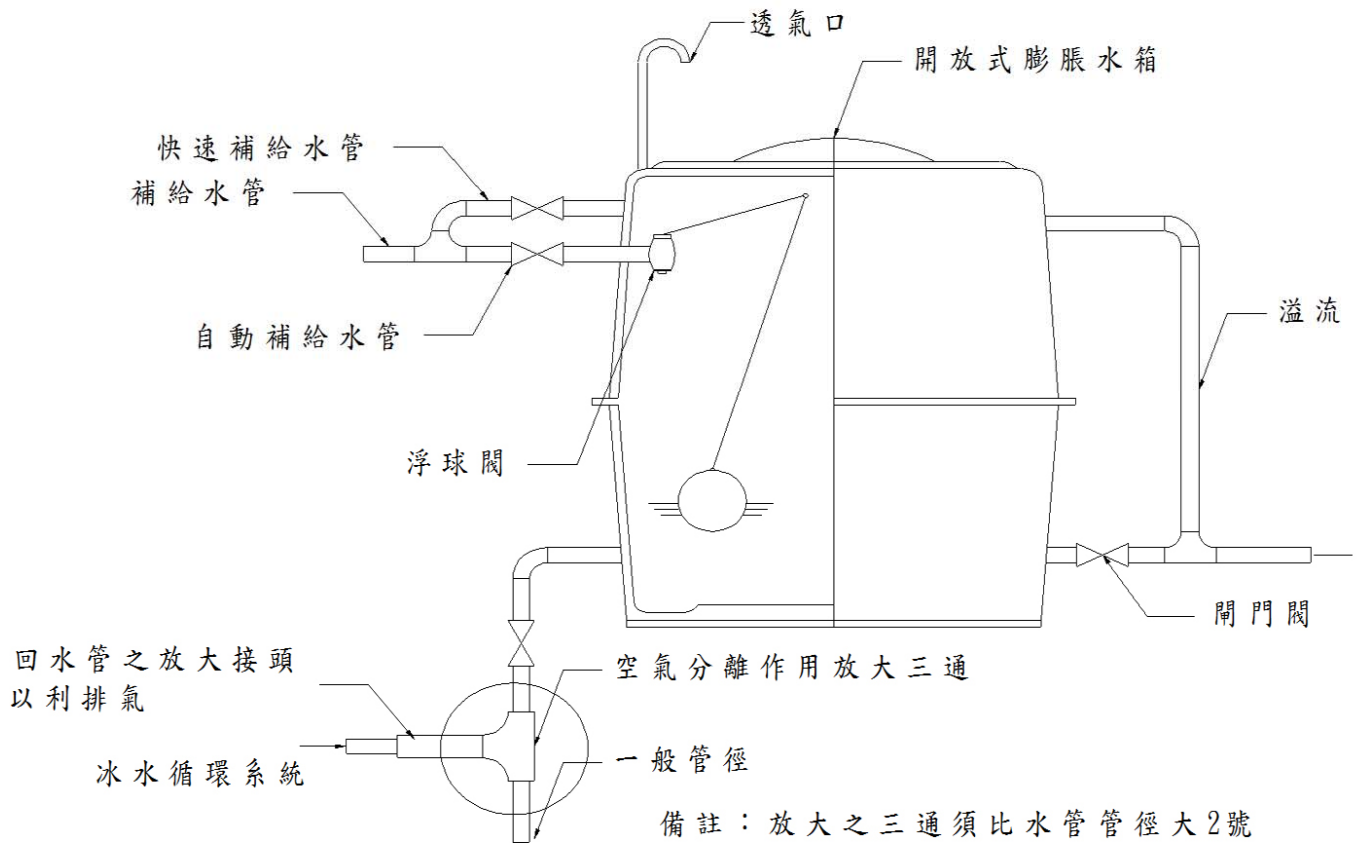 透氣口
開放式膨脹水箱
快速補給水管
補給水管
自動補給水管
溢流
浮球閥
閘門閥
回水管之放大接頭
以利排氣
空氣分離作用放大三通
冰水循環系統
一般管徑
備註：放大之三通須比水管管徑大2號